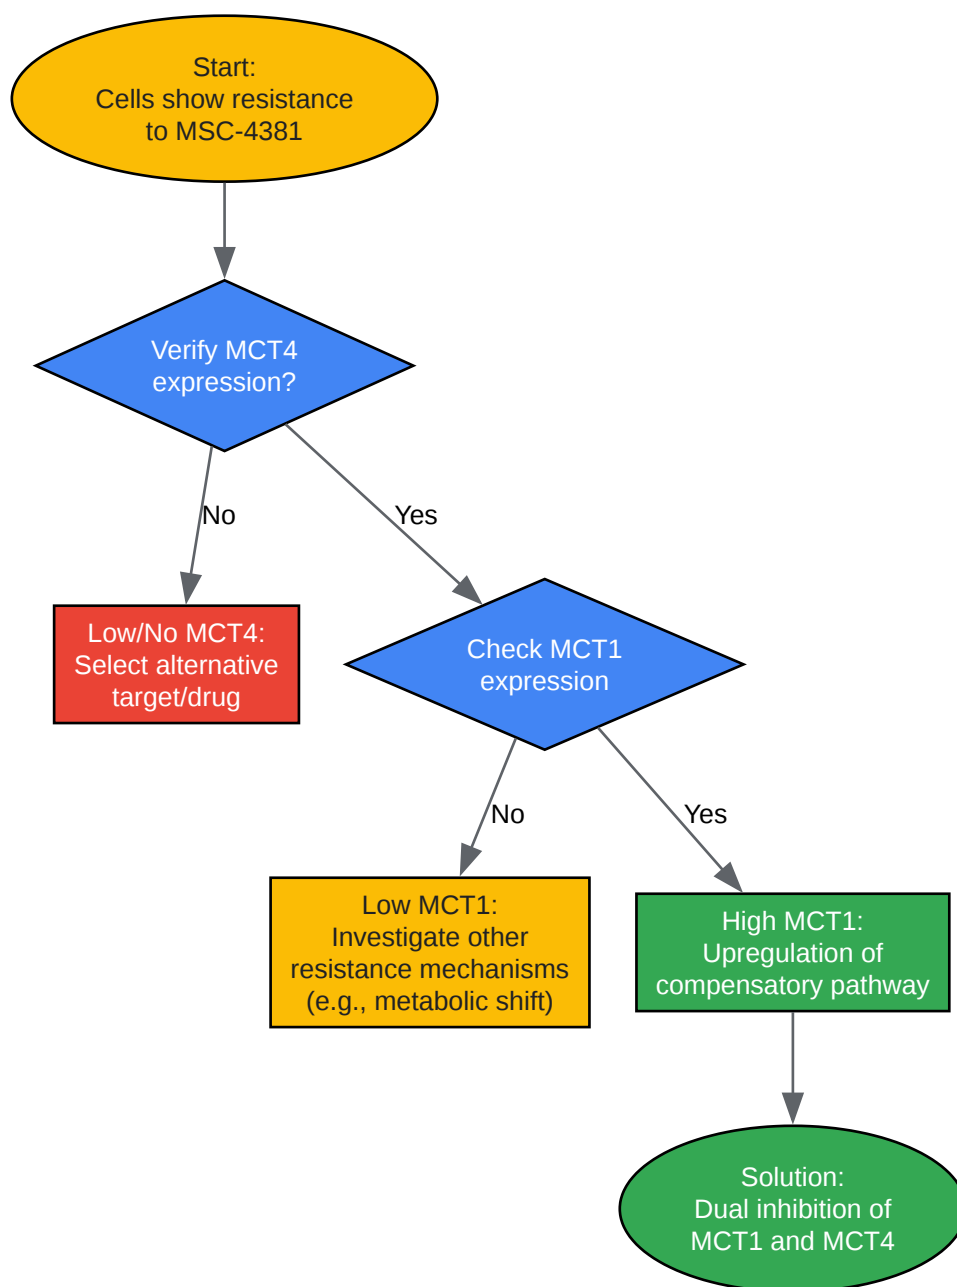 Start:
Cells show resistance
to MSC-4381
Verify MCT4
expression?
No
Yes
Low/No MCT4:
Select alternative
target/drug
Check MCT1
expression
No
Yes
Low MCT1:
Investigate other
resistance mechanisms
(e.g., metabolic shift)
High MCT1:
Upregulation of
compensatory pathway
Solution:
Dual inhibition of
MCT1 and MCT4